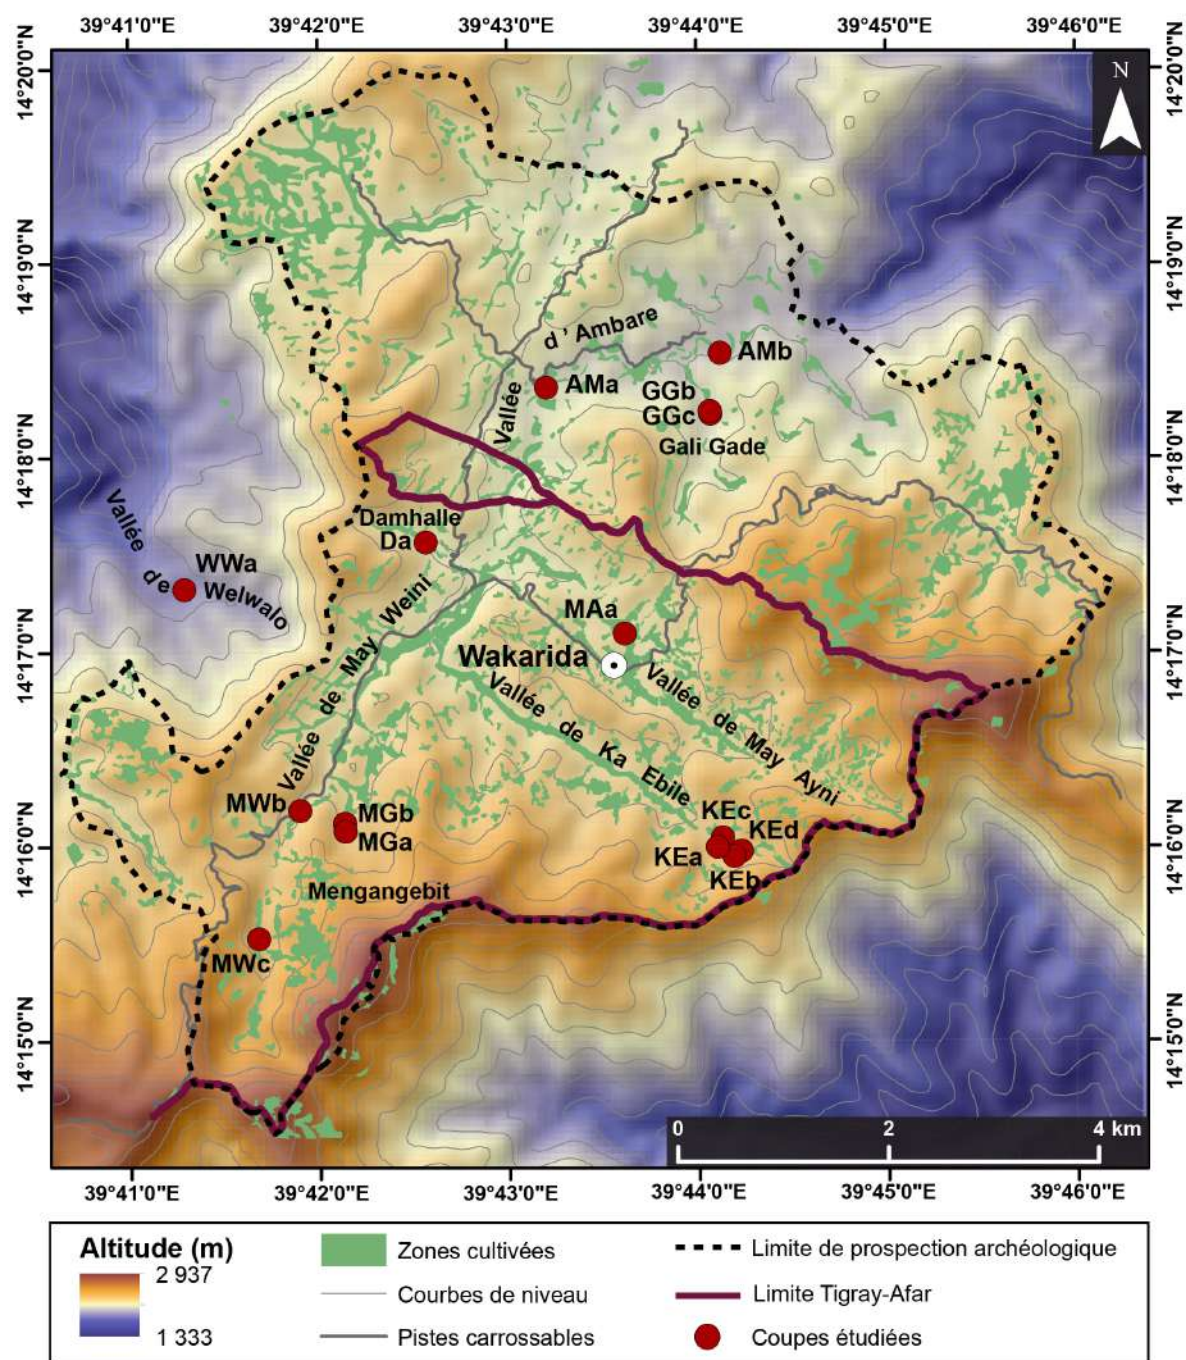 39°41'0"E 39°42'0"E 39°43'0"E 39°44'0"E 39°45'0"E 39°46'0"E
14°20'0"N
14°20'0"N
N
14°19'0"N
14°19'0"N
Vallée d'Ambare
AMb
AMa
GGb
GGc
Gali Gade
14°18'0"N
14°18'0"N
Damhalle
Da
Vallée de Welwalo
WWa
MAa
14°17'0"N
14°17'0"N
Wakarida
Vallée de May Weini
Vallée de Ka Ebile
Vallée de May Ayni
MWb
MGb
MGa
KEc
KEd
KEa
KEb
14°16'0"N
14°16'0"N
Mengangebit
MWc
14°15'0"N
14°15'0"N
0 2 4 km
39°41'0"E 39°42'0"E 39°43'0"E 39°44'0"E 39°45'0"E 39°46'0"E
Altitude (m)
2 937
1 333
Zones cultivées
Courbes de niveau
Pistes carrossables
Limite de prospection archéologique
Limite Tigray-Afar
Coupes étudiées